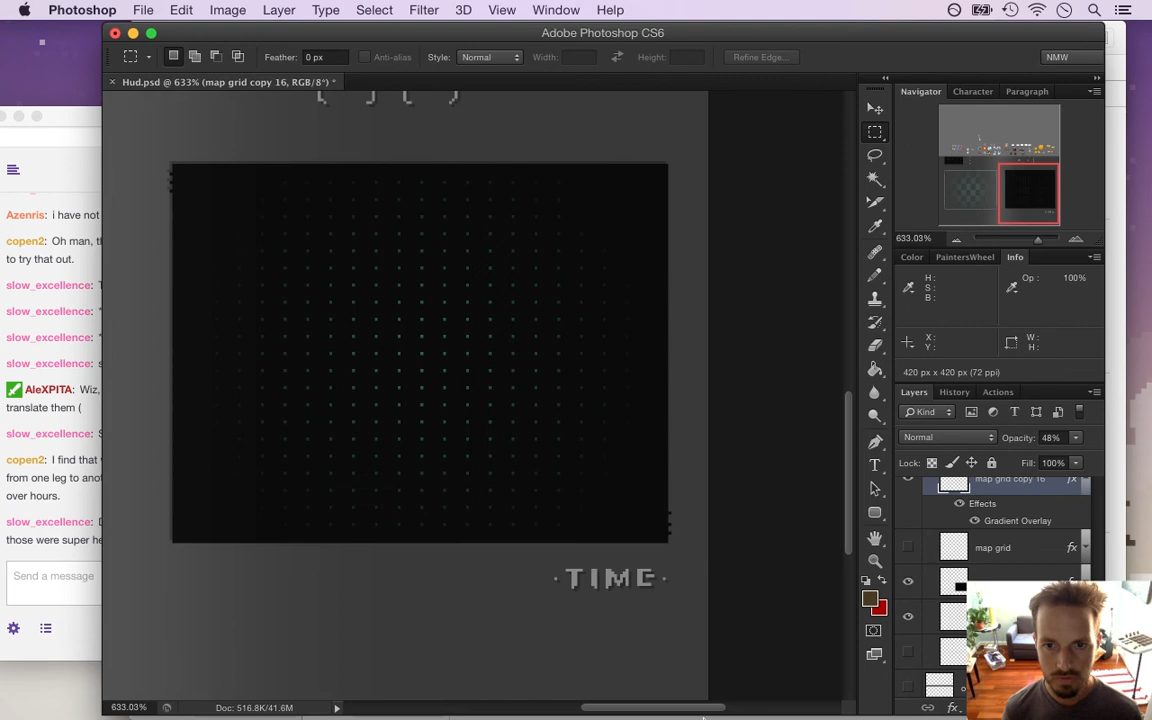 Photoshop File Edit Image Layer Type Select Filter 3D View Window Help
Adobe Photoshop CS6
Feather: 0 px Anti-alias Style: Normal Width: Height: Refine Edge... NMW
Hud.psd @ 633% (map grid copy 16, RGB/8*) *
Navigator Character Paragraph
633.03%
Color PaintersWheel Info
H:
S:
B:
Op: 100%
X:
Y:
W:
H:
420 px x 420 px (72 ppi)
Layers History Actions
Kind
Normal Opacity: 48%
Lock: Fill: 100%
map grid copy 16
Effects
Gradient Overlay
map grid fx
fx
Azenris: i have not
copen2: Oh man, th
to try that out.
slow_excellence: T
slow_excellence: *
slow_excellence: *
slow_excellence: s
AleXPITA: Wiz,
translate them (
slow_excellence: S
copen2: I find that
from one leg to anot
over hours.
slow_excellence: D
those were super he
Send a message
· TIME ·
633.03% Doc: 516.8K/41.6M